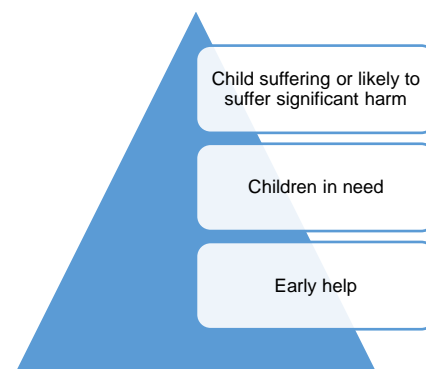 Child suffering or likely to
suffer significant harm
Children in need
Early help